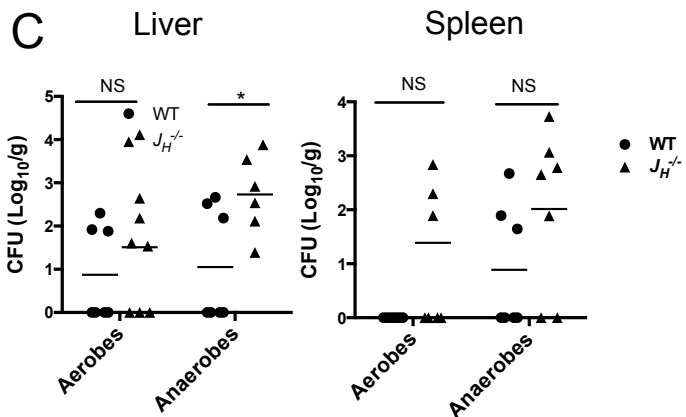 C
Liver
Spleen
NS
*
NS
NS
WT
J_H^-/-
WT
J_H^-/-
CFU (Log10/g)
5
4
3
2
1
0
CFU (Log10/g)
4
3
2
1
0
Aerobes
Anaerobes
Aerobes
Anaerobes